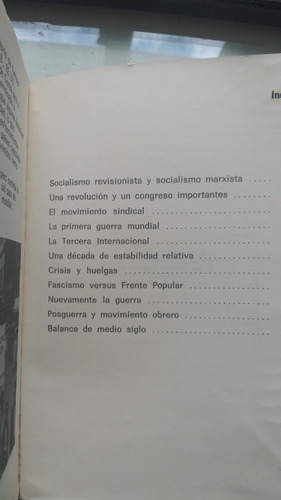 Socialismo revisionista y socialismo marxista .....
Una revolución y un congreso importantes .......
El movimiento sindical ......................
La primera guerra mundial ...................
La Tercera Internacional .....................
Una década de estabilidad relativa .............
Crisis y huelgas ............................
Fascismo versus Frente Popular ...............
Nuevamente la guerra .......................
Posguerra y movimiento obrero ...............
Balance de medio siglo ......................